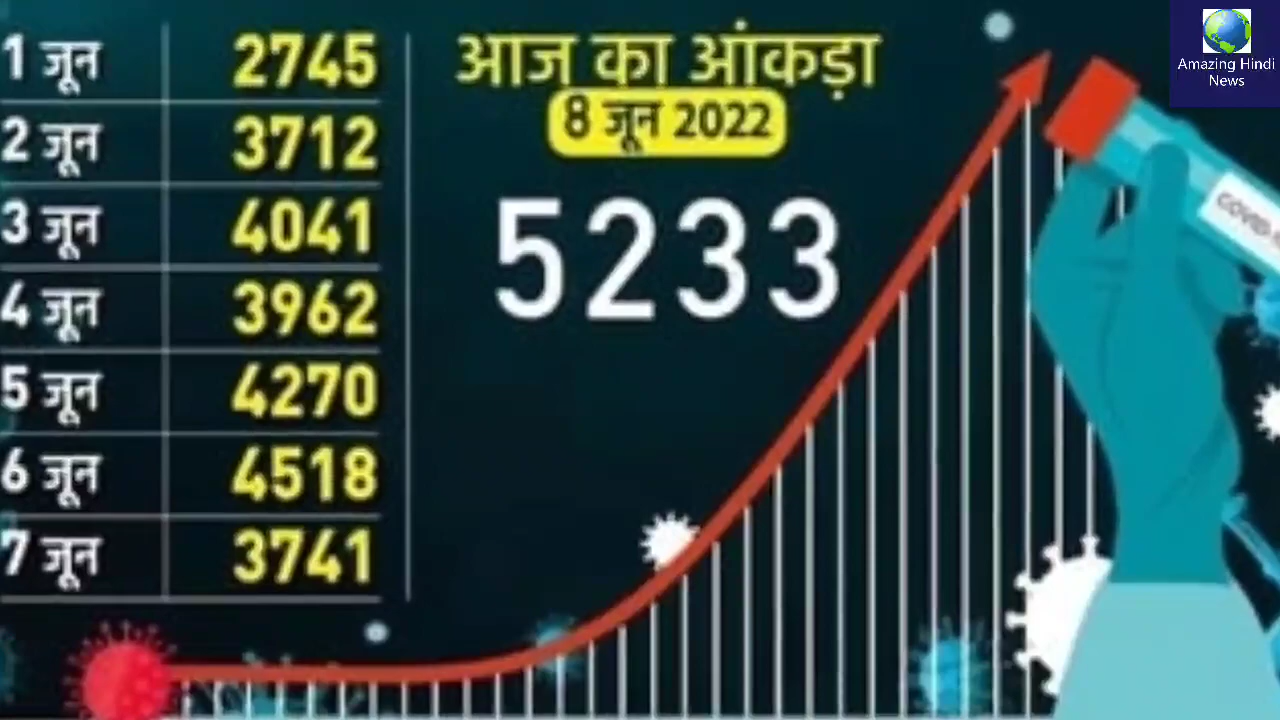 1 जून 2745
2 जून 3712
3 जून 4041
4 जून 3962
5 जून 4270
6 जून 4518
7 जून 3741
आज का आंकड़ा
8 जून 2022
5233
Amazing Hindi
News